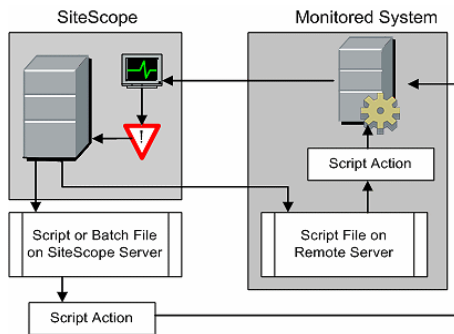 SiteScope
Monitored System
!
Script Action
Script or Batch File
on SiteScope Server
Script File on
Remote Server
Script Action